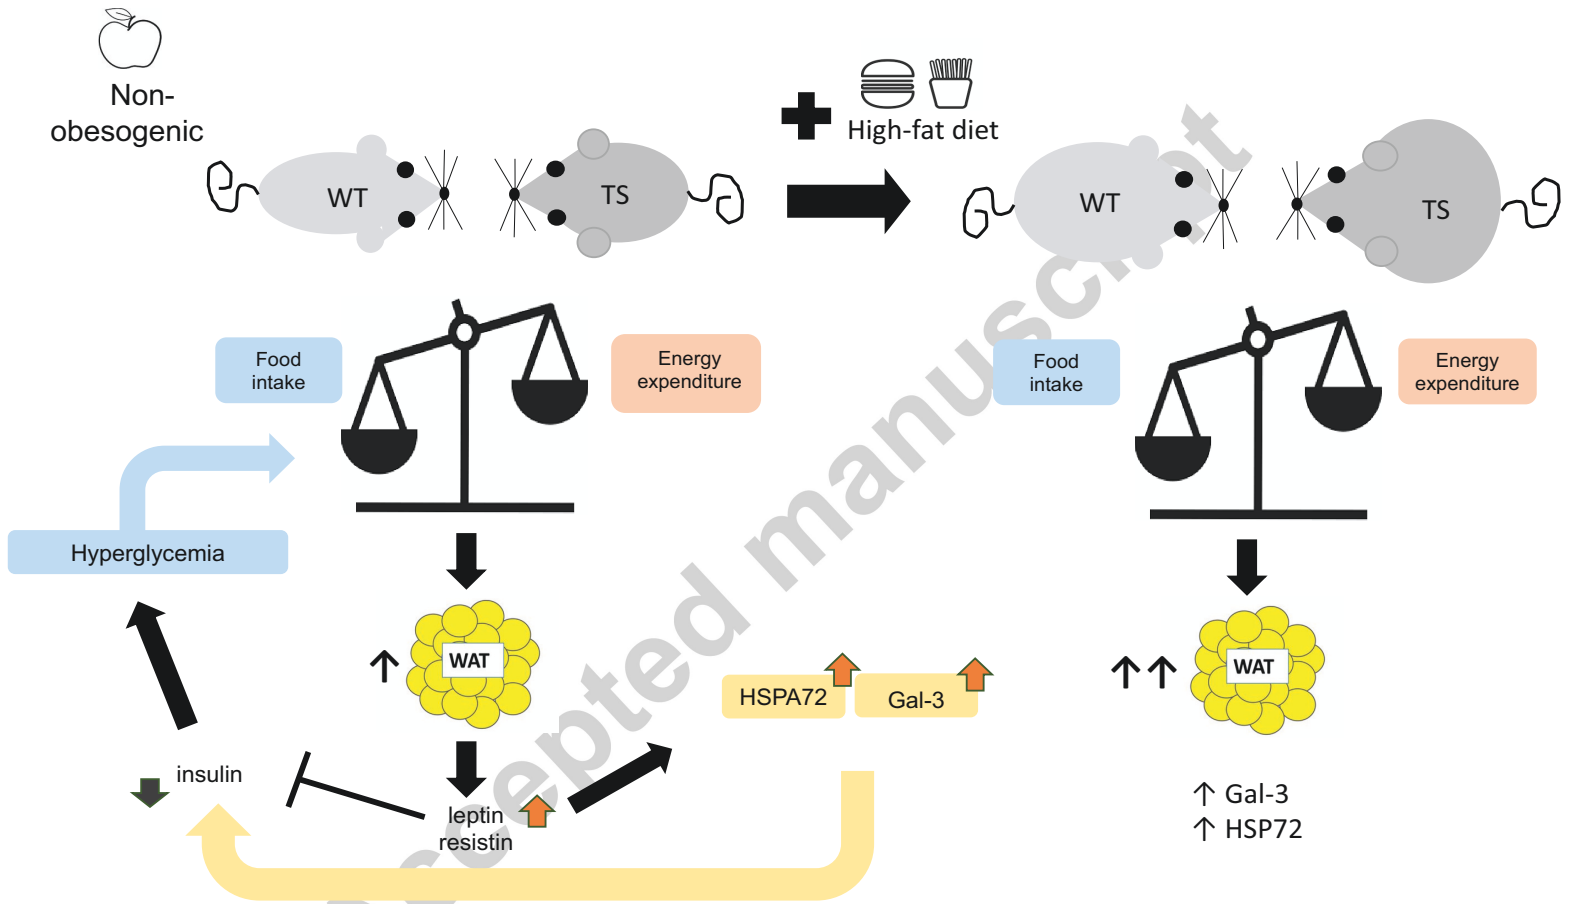 Non-
obesogenic
High-fat diet
WT
TS
WT
TS
Food
intake
Energy
expenditure
Food
intake
Energy
expenditure
Hyperglycemia
WAT
HSPA72
Gal-3
WAT
insulin
leptin
resistin
↑ Gal-3
↑ HSP72
Accepted manuscript